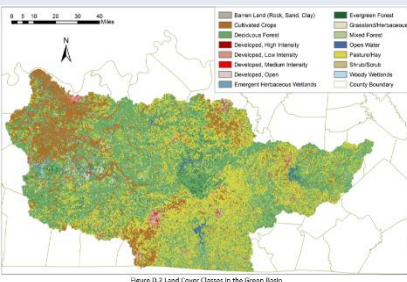 0 10 20 40
Miles
N
Barren Land (Rock, Sand, Clay)
Cultivated Crops
Deciduous Forest
Developed, High Intensity
Developed, Low Intensity
Developed, Medium Intensity
Developed, Open
Emergent Herbaceous Wetlands
Evergreen Forest
Grassland/Herbaceous
Mixed Forest
Open Water
Pasture/Hay
Shrub/Scrub
Woody Wetlands
County Boundary
Figure D.2 Land Cover Classes in the Green Basin